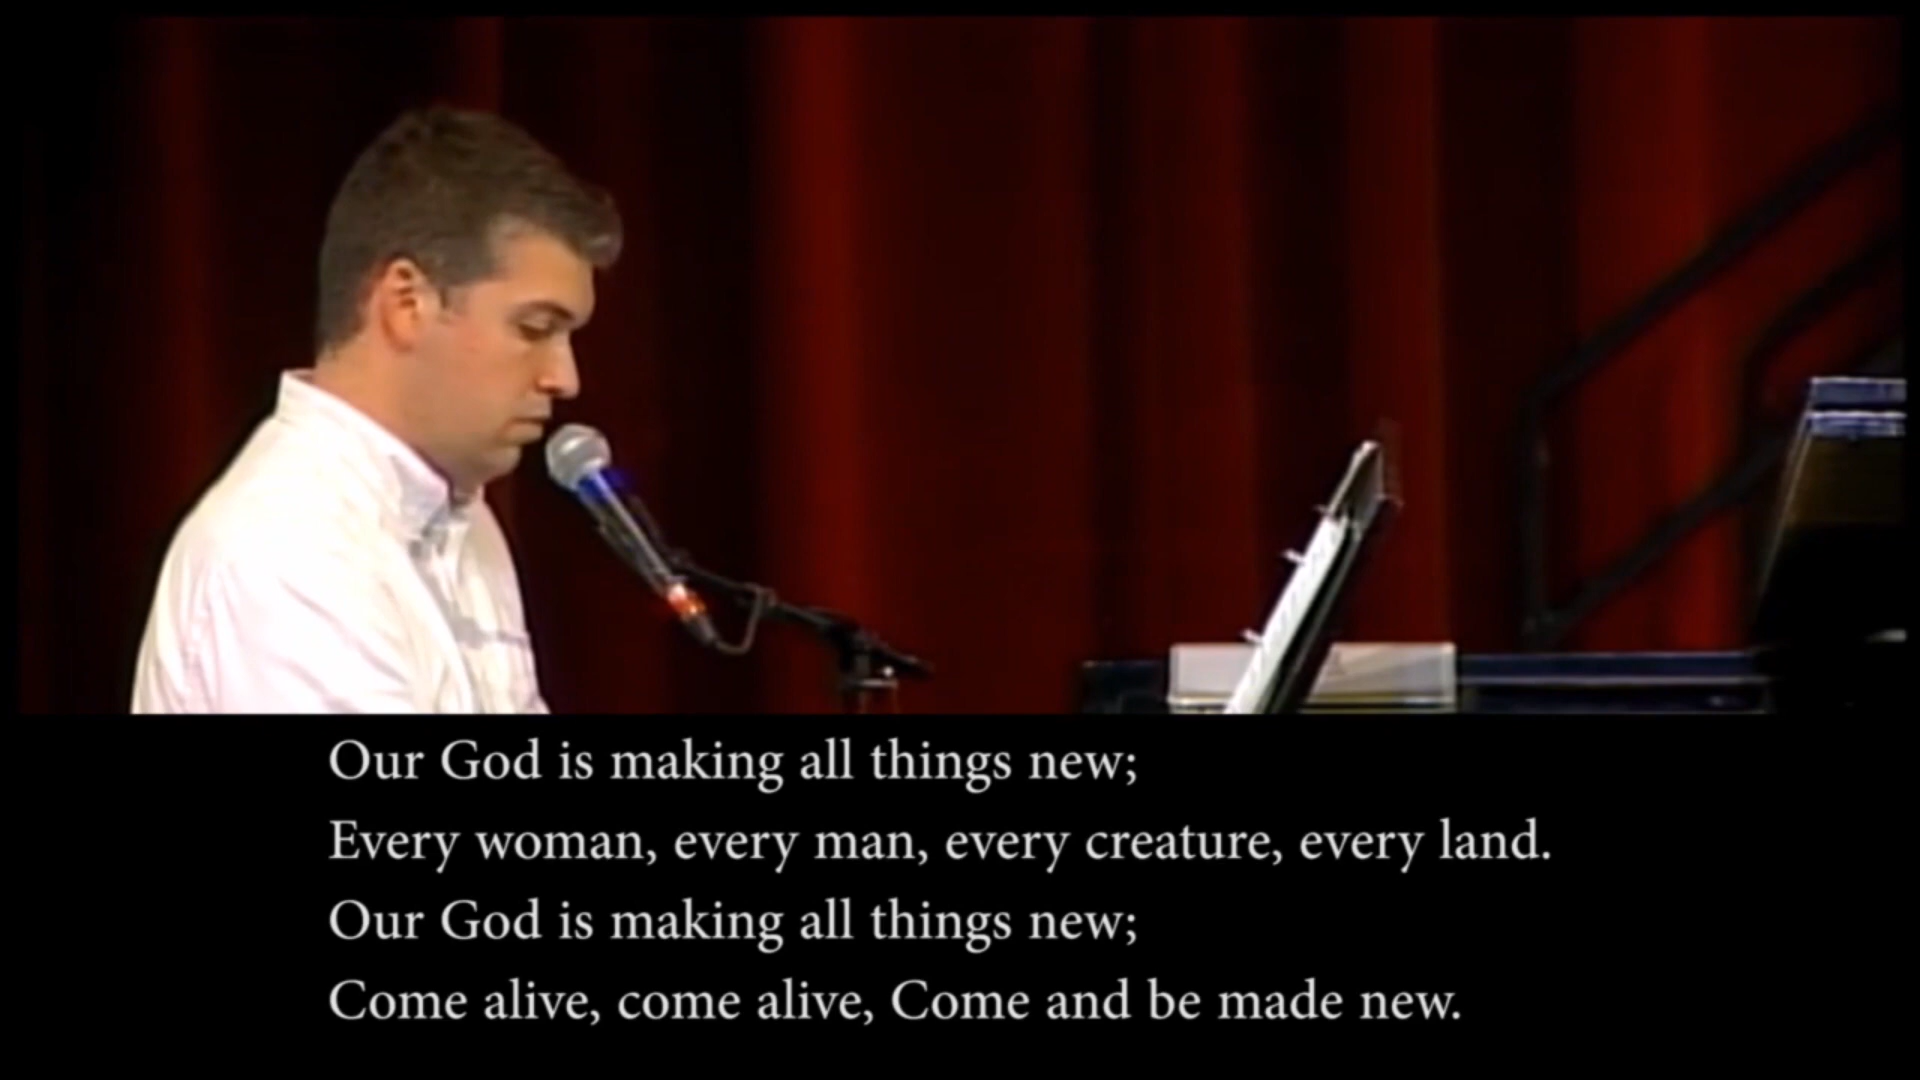 Our God is making all things new;
Every woman, every man, every creature, every land.
Our God is making all things new;
Come alive, come alive, Come and be made new.